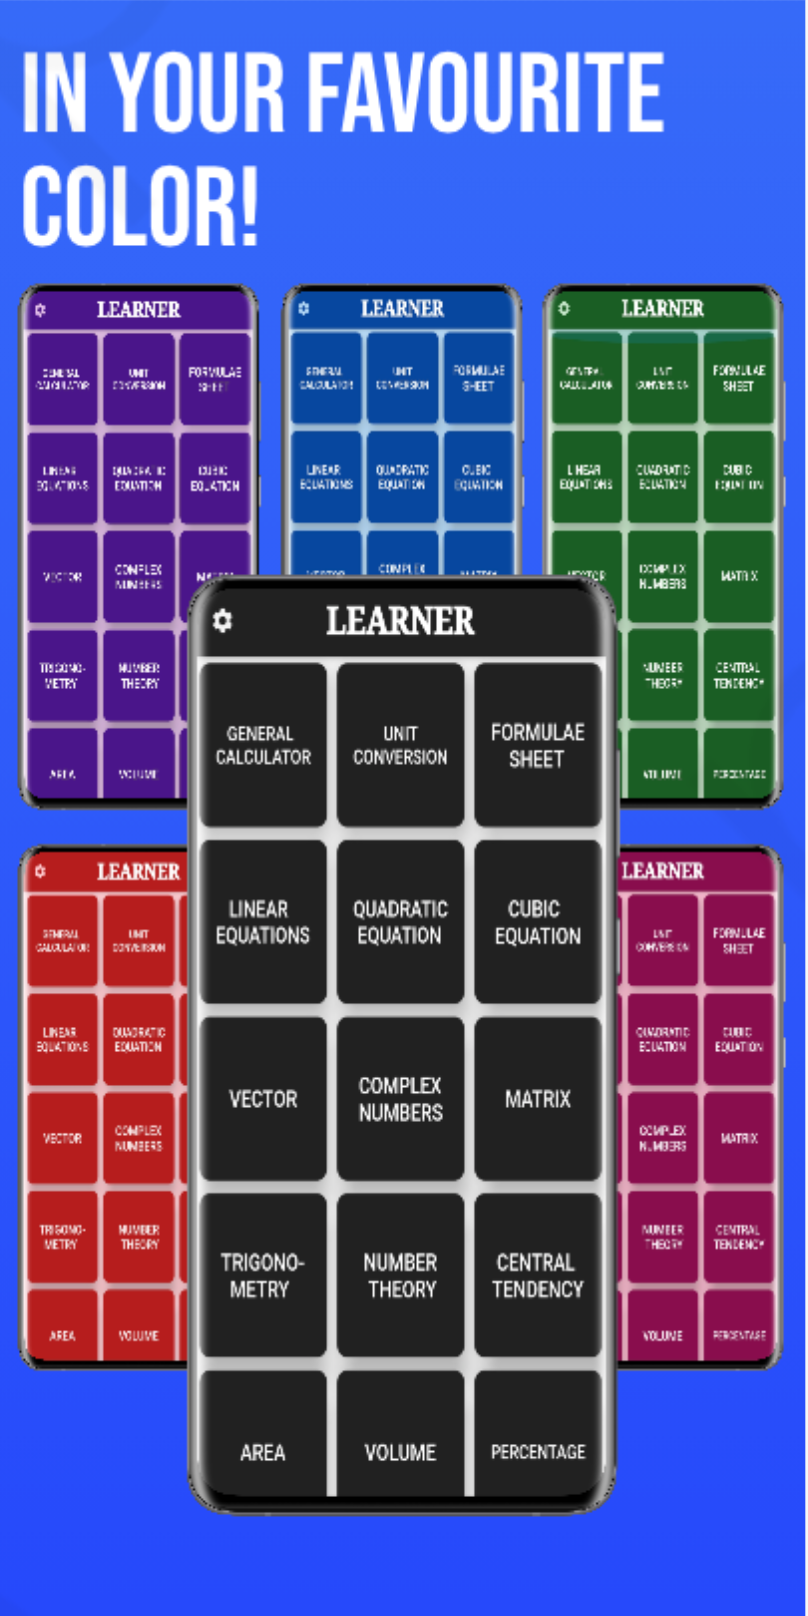 IN YOUR FAVOURITE
COLOR!
LEARNER
GENERAL
CALCULATOR
UNIT
CONVERSION
FORMULAE
SHEET
LINEAR
EQUATIONS
QUADRATIC
EQUATION
CUBIC
EQUATION
VECTOR
COMPLEX
NUMBERS
TRIGONO-
METRY
NUMBER
THEORY
AREA
VOLUME
LEARNER
GENERAL
CALCULATOR
UNIT
CONVERSION
FORMULAE
SHEET
LINEAR
EQUATIONS
QUADRATIC
EQUATION
CUBIC
EQUATION
COMPLEX
LEARNER
GENERAL
CALCULATOR
UNIT
CONVERSION
FORMULAE
SHEET
LINEAR
EQUATIONS
QUADRATIC
EQUATION
CUBIC
EQUATION
COMPLEX
NUMBERS
MATRIX
NUMBER
THEORY
CENTRAL
TENDENCY
VOLUME
PERCENTAGE
LEARNER
GENERAL
CALCULATOR
UNIT
CONVERSION
FORMULAE
SHEET
LINEAR
EQUATIONS
QUADRATIC
EQUATION
CUBIC
EQUATION
VECTOR
COMPLEX
NUMBERS
MATRIX
TRIGONO-
METRY
NUMBER
THEORY
CENTRAL
TENDENCY
AREA
VOLUME
PERCENTAGE
LEARNER
GENERAL
CALCULATOR
UNIT
CONVERSION
LINEAR
EQUATIONS
QUADRATIC
EQUATION
VECTOR
COMPLEX
NUMBERS
TRIGONO-
METRY
NUMBER
THEORY
AREA
VOLUME
LEARNER
UNIT
CONVERSION
FORMULAE
SHEET
QUADRATIC
EQUATION
CUBIC
EQUATION
COMPLEX
NUMBERS
MATRIX
NUMBER
THEORY
CENTRAL
TENDENCY
VOLUME
PERCENTAGE